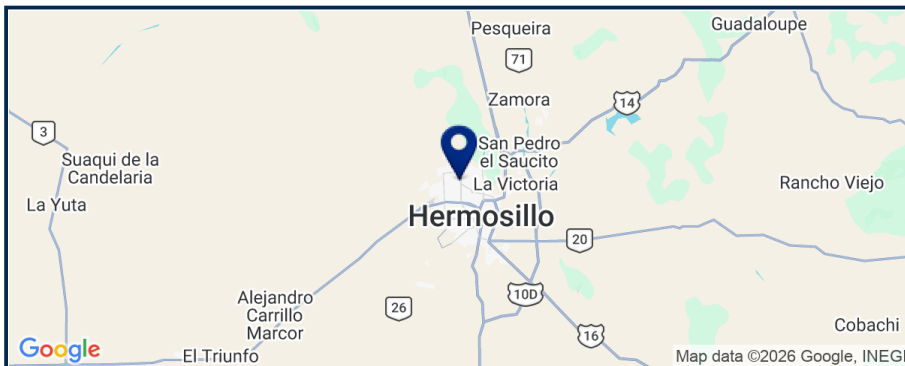 Pesqueira
Guadaloupe
71
Zamora
14
3
San Pedro
el Saucito
Suaqui de la
Candelaria
La Victoria
Rancho Viejo
La Yuta
Hermosillo
20
Alejandro
Carrillo
Marcor
26
10D
16
Cobachi
El Triunfo
Google
Map data ©2026 Google, INEGI